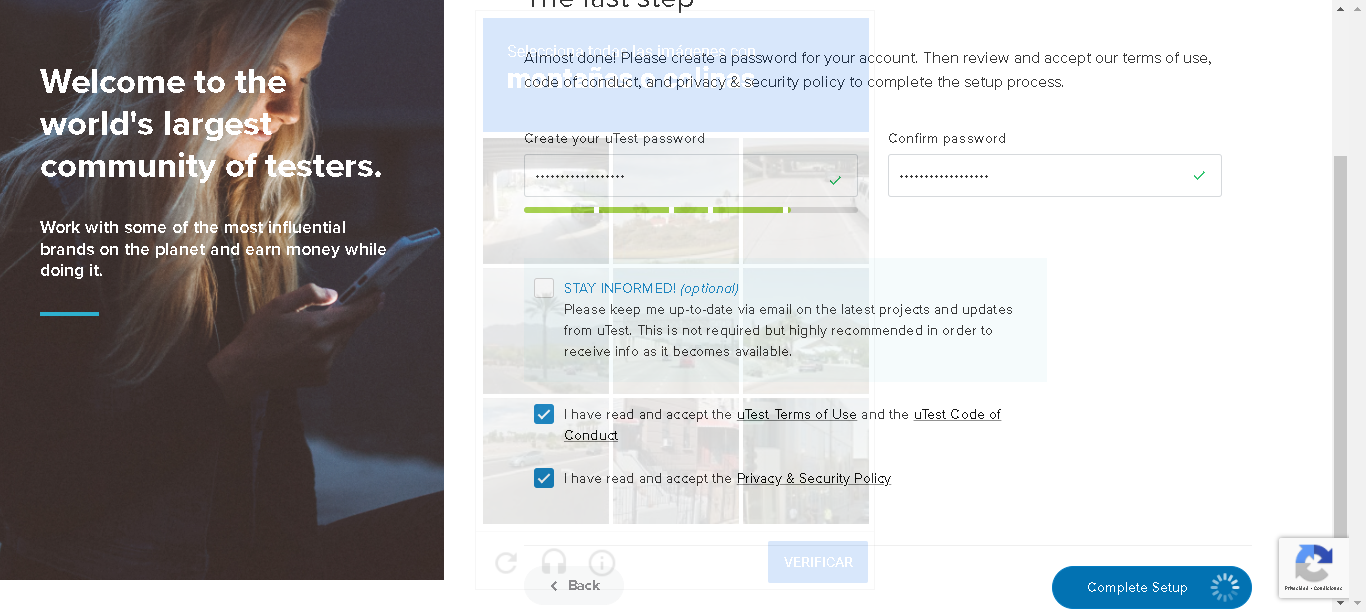 Welcome to the
world's largest
community of testers.
Work with some of the most influential
brands on the planet and earn money while
doing it.
The last step
Selecciona todas las imágenes con
montañas o colinas
Almost done! Please create a password for your account. Then review and accept our terms of use,
code of conduct, and privacy & security policy to complete the setup process.
Create your uTest password
Confirm password
STAY INFORMED! (optional)
Please keep me up-to-date via email on the latest projects and updates
from uTest. This is not required but highly recommended in order to
receive info as it becomes available.
I have read and accept the uTest Terms of Use and the uTest Code of
Conduct
I have read and accept the Privacy & Security Policy
VERIFICAR
Back
Complete Setup
Privacidad - Condiciones